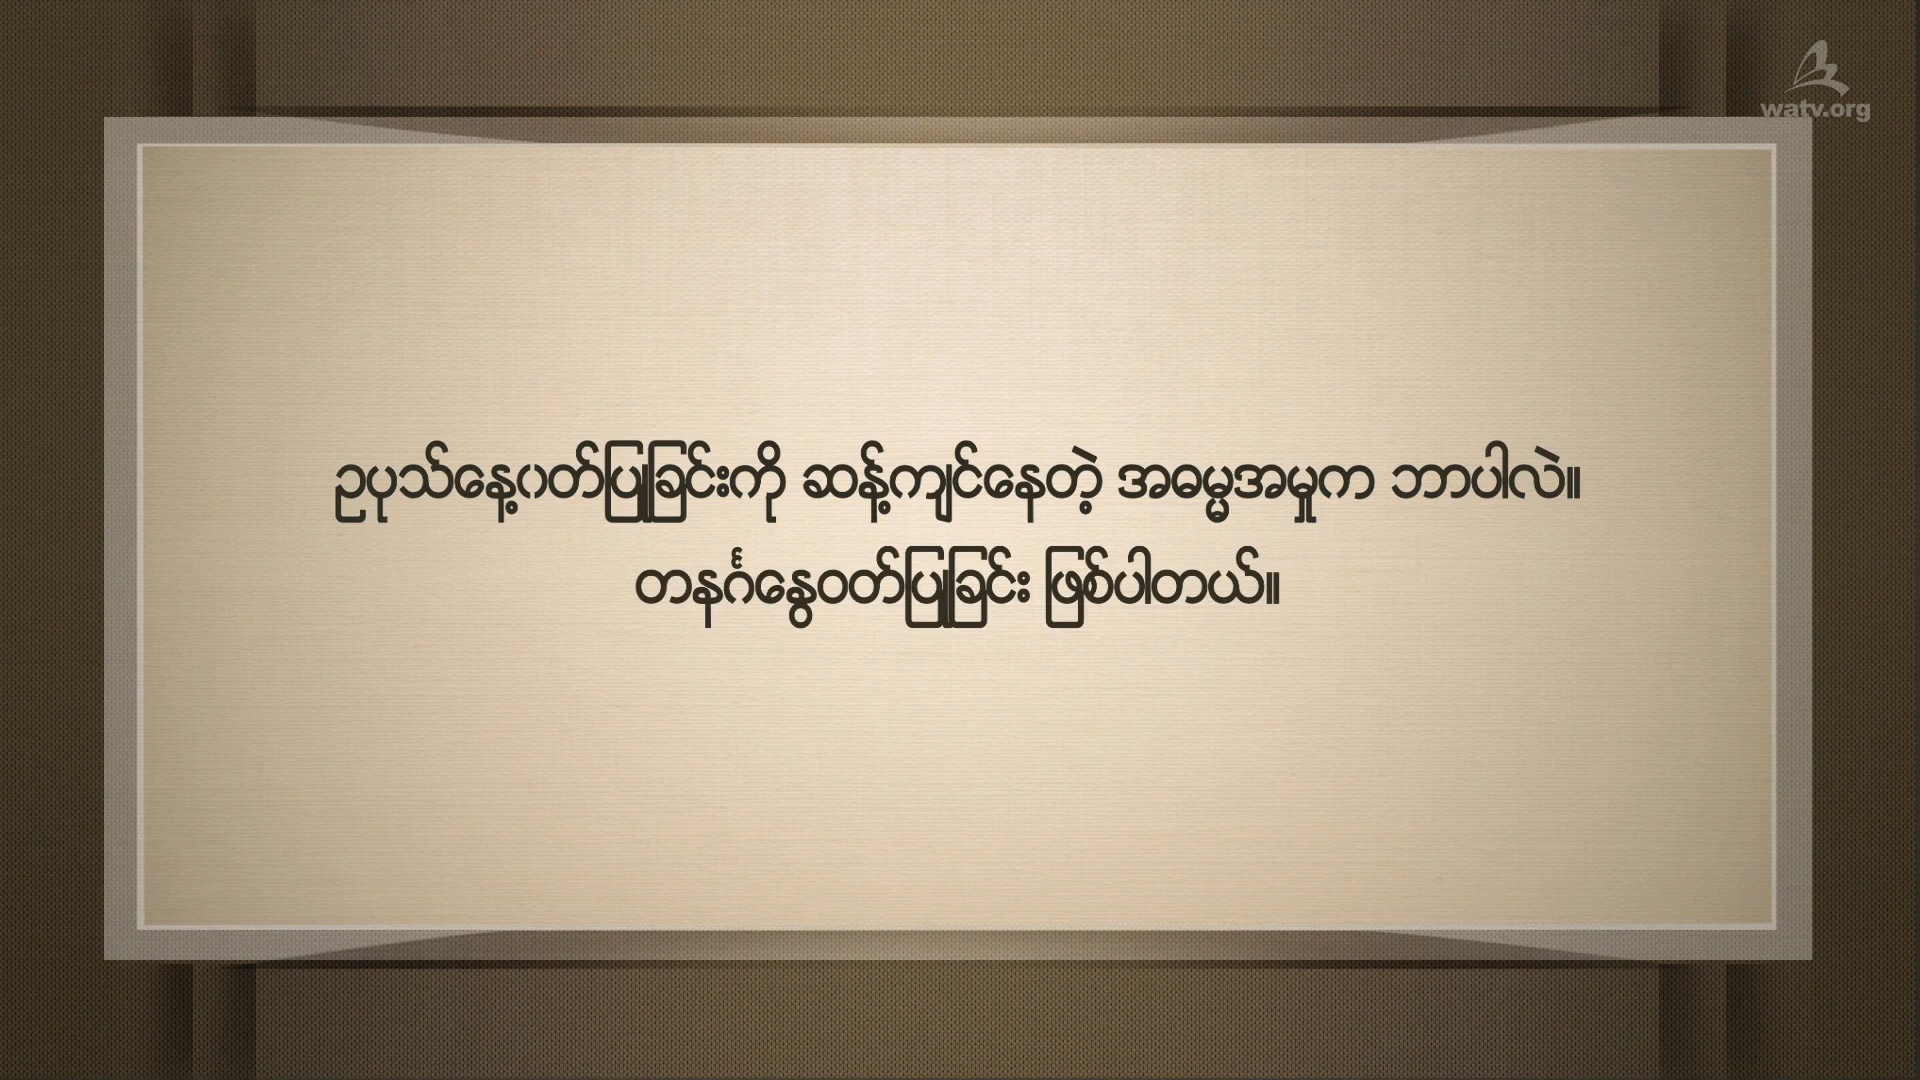 watv.org
ဥပုသ်နေ့ဝတ်ပြုခြင်းကို ဆန့်ကျင်နေတဲ့ အဓမ္မအမှုက ဘာပါလဲ။
တနင်္ဂနွေဝတ်ပြုခြင်း ဖြစ်ပါတယ်။